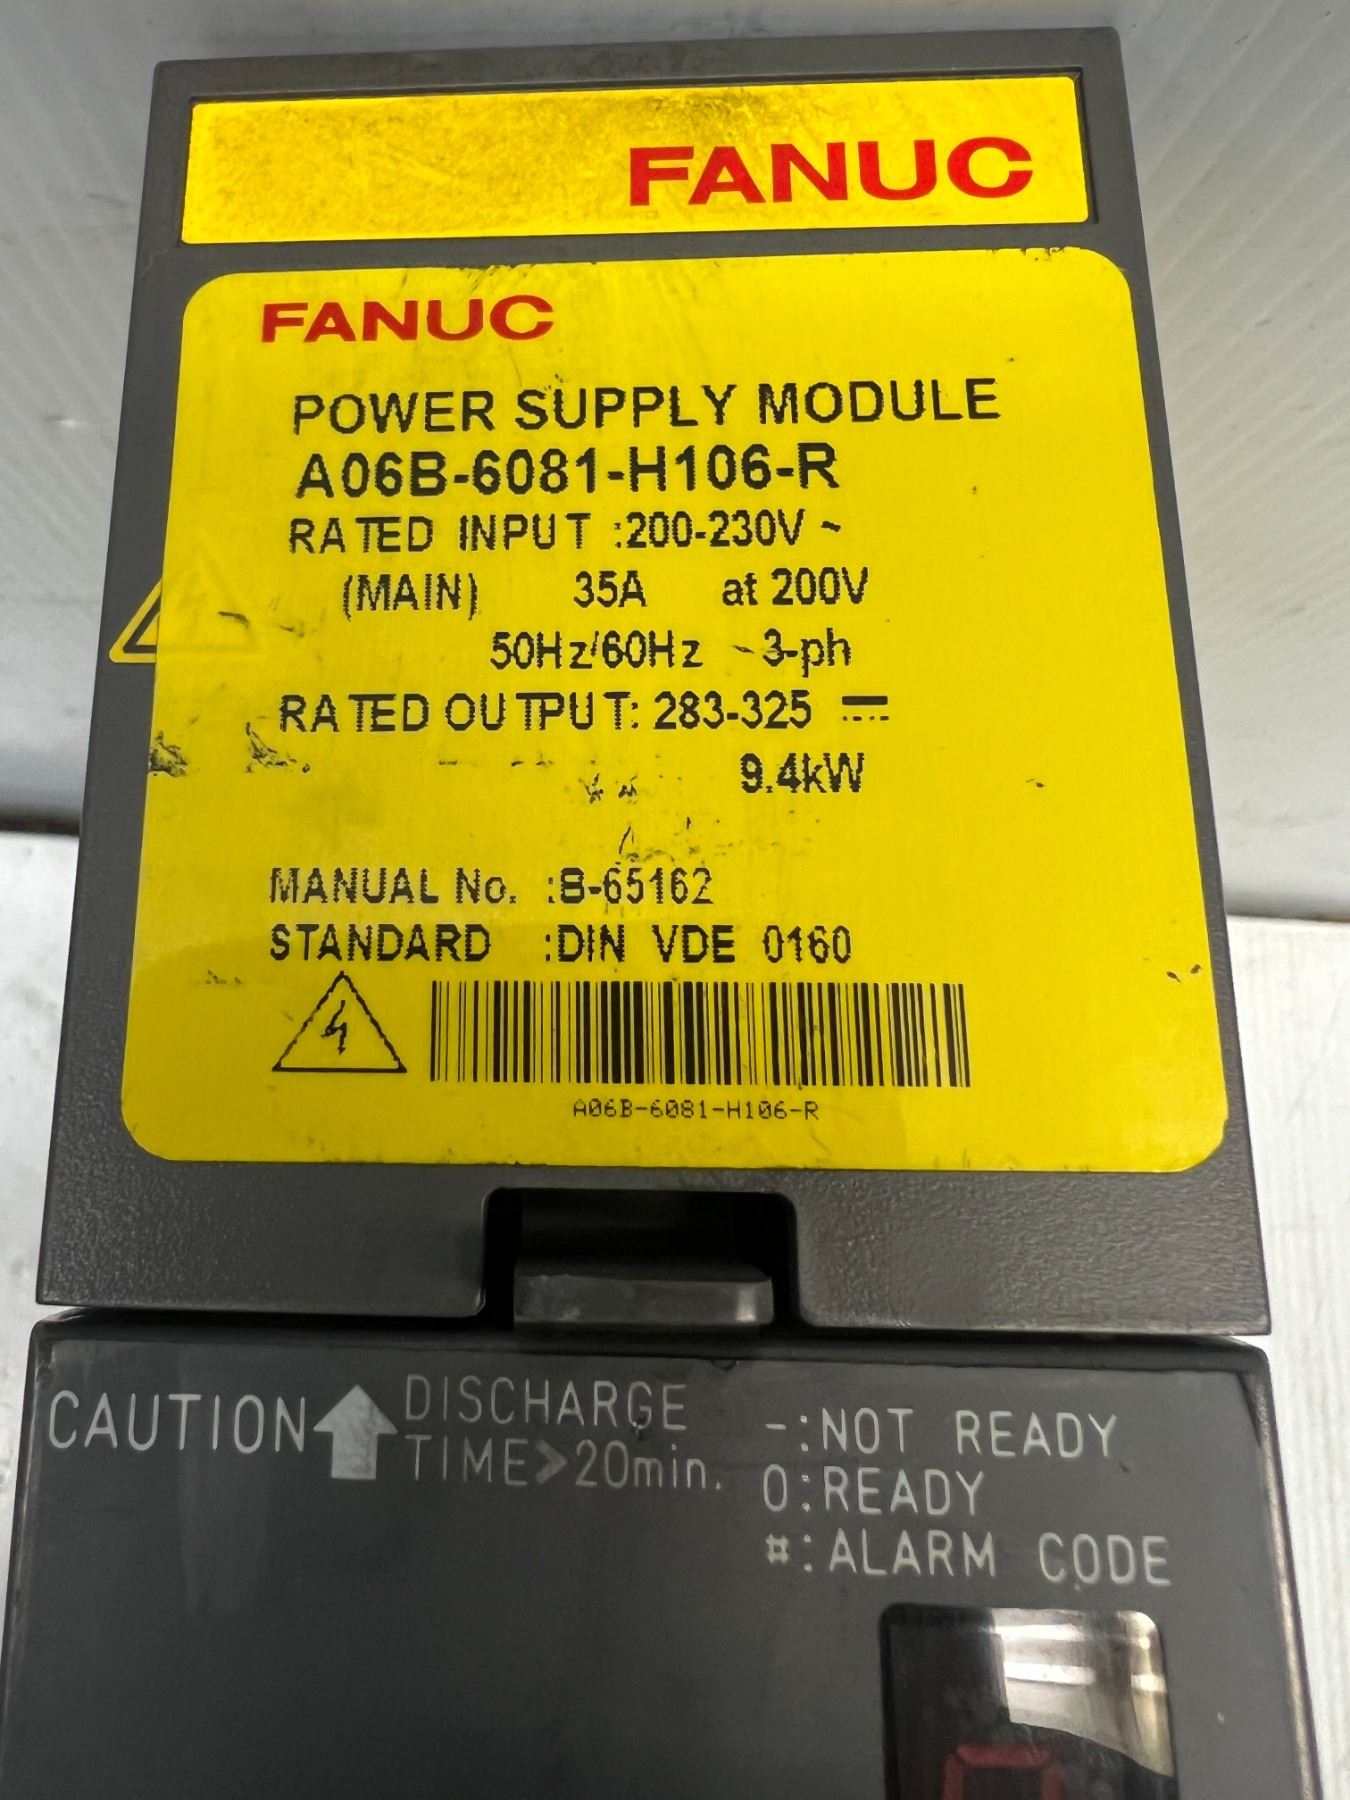 FANUC
FANUC
POWER SUPPLY MODULE
A06B-6081-H106-R
RATED INPUT :200-230V ~
(MAIN) 35A at 200V
50Hz/60Hz ~ 3-ph
RATED OUTPUT: 283-325 ⎓
9.4kW
MANUAL No. :B-65162
STANDARD :DIN VDE 0160
A06B-6081-H106-R
CAUTION DISCHARGE
TIME>20min.
-:NOT READY
0:READY
#:ALARM CODE